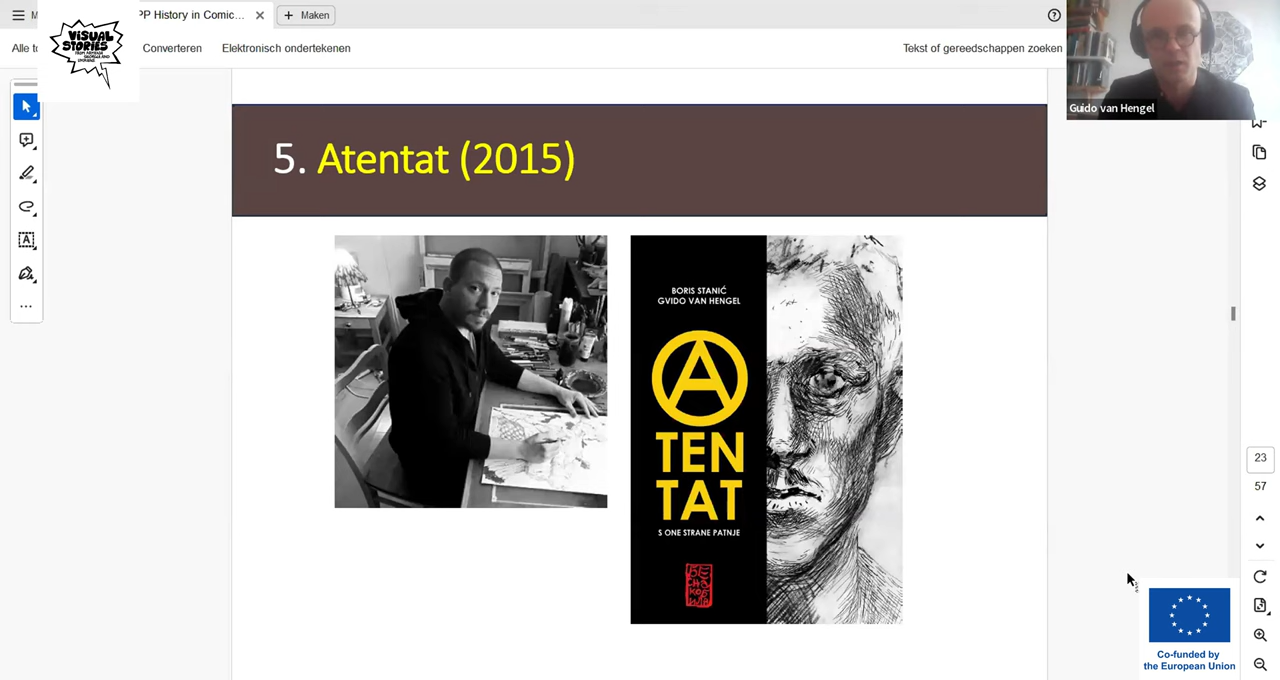 M
PP History in Comic...
Maken
VISUAL
STORIES
Alle to
Converteren
Elektronisch ondertekenen
Tekst of gereedschappen zoeken
Guido van Hengel
5. Atentat (2015)
BORIS STANIĆ
GVIDO VAN HENGEL
A
TEN
TAT
S ONE STRANE PATNJE
23
57
Co-funded by
the European Union